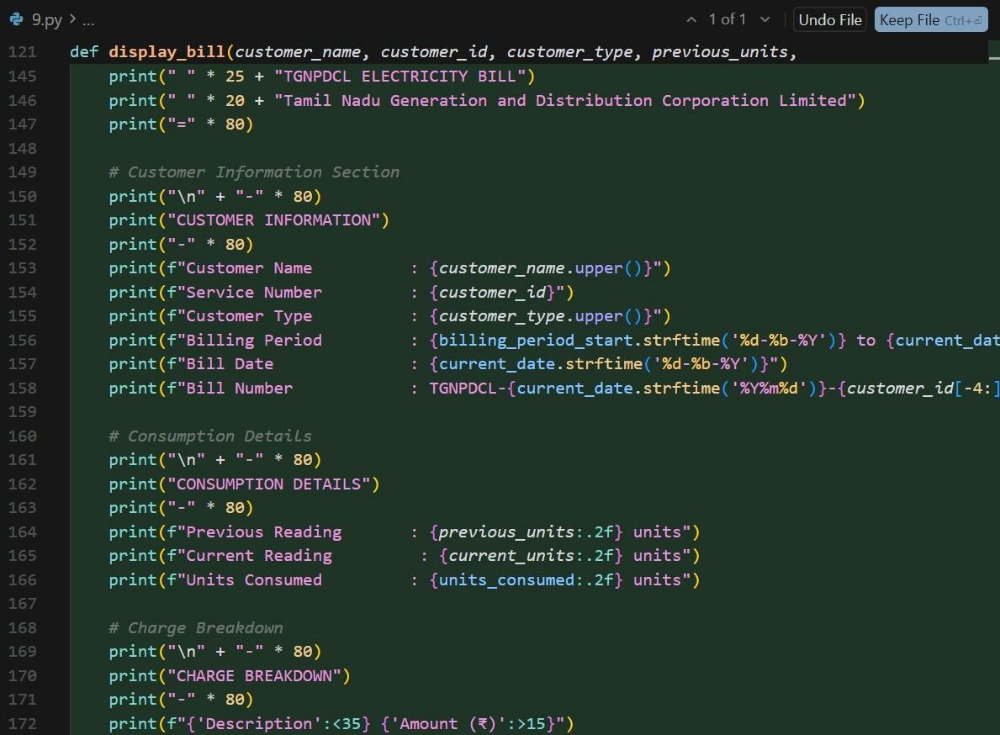 9.py > ...
1 of 1
Undo File
Keep File Ctrl+⏎
121 def display_bill(customer_name, customer_id, customer_type, previous_units,
145     print(" " * 25 + "TGNPDCL ELECTRICITY BILL")
146     print(" " * 20 + "Tamil Nadu Generation and Distribution Corporation Limited")
147     print("=" * 80)
148
149     # Customer Information Section
150     print("\n" + "-" * 80)
151     print("CUSTOMER INFORMATION")
152     print("-" * 80)
153     print(f"Customer Name          : {customer_name.upper()}")
154     print(f"Service Number         : {customer_id}")
155     print(f"Customer Type          : {customer_type.upper()}")
156     print(f"Billing Period         : {billing_period_start.strftime('%d-%b-%Y')} to {current_dat
157     print(f"Bill Date              : {current_date.strftime('%d-%b-%Y')}")
158     print(f"Bill Number            : TGNPDCL-{current_date.strftime('%Y%m%d')}-{customer_id[-4:]
159
160     # Consumption Details
161     print("\n" + "-" * 80)
162     print("CONSUMPTION DETAILS")
163     print("-" * 80)
164     print(f"Previous Reading       : {previous_units:.2f} units")
165     print(f"Current Reading         : {current_units:.2f} units")
166     print(f"Units Consumed         : {units_consumed:.2f} units")
167
168     # Charge Breakdown
169     print("\n" + "-" * 80)
170     print("CHARGE BREAKDOWN")
171     print("-" * 80)
172     print(f"{'Description':<35} {'Amount (₹)':>15}")